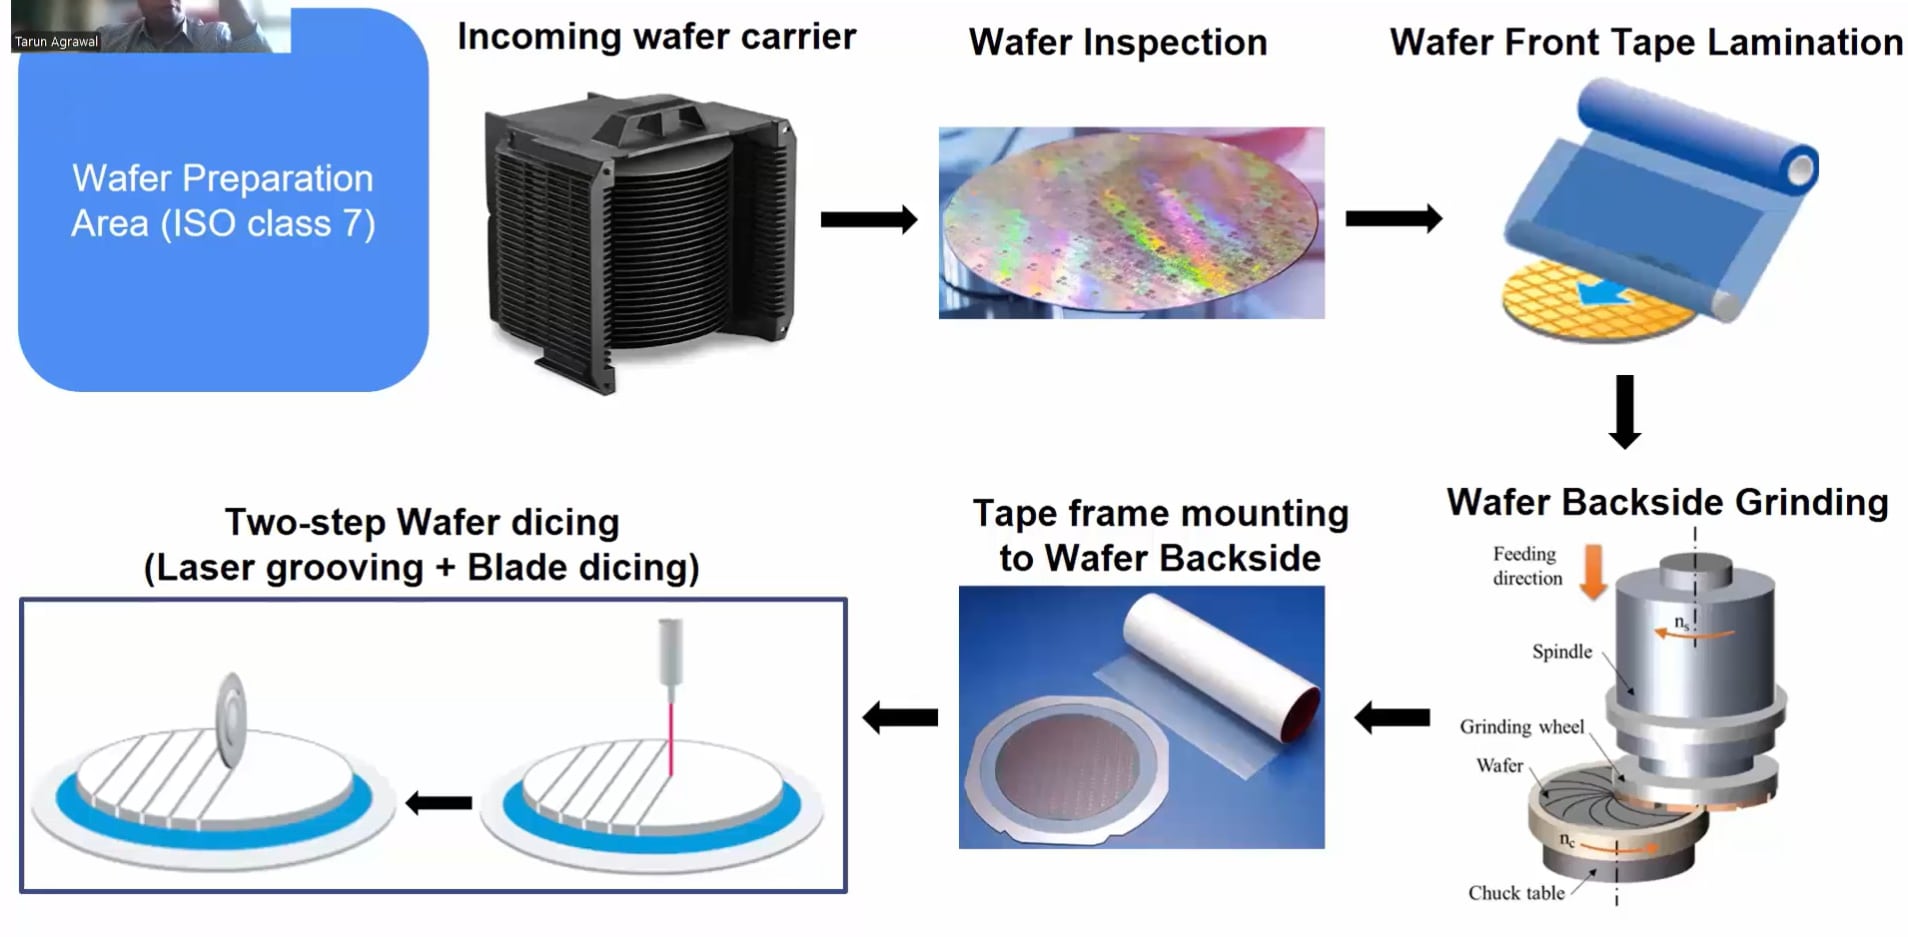 Tarun Agrawal
Wafer Preparation
Area (ISO class 7)
Incoming wafer carrier
Wafer Inspection
Wafer Front Tape Lamination
Wafer Backside Grinding
Feeding
direction
nₛ
Spindle
Grinding wheel
Wafer
n꜀
Chuck table
Tape frame mounting
to Wafer Backside
Two-step Wafer dicing
(Laser grooving + Blade dicing)